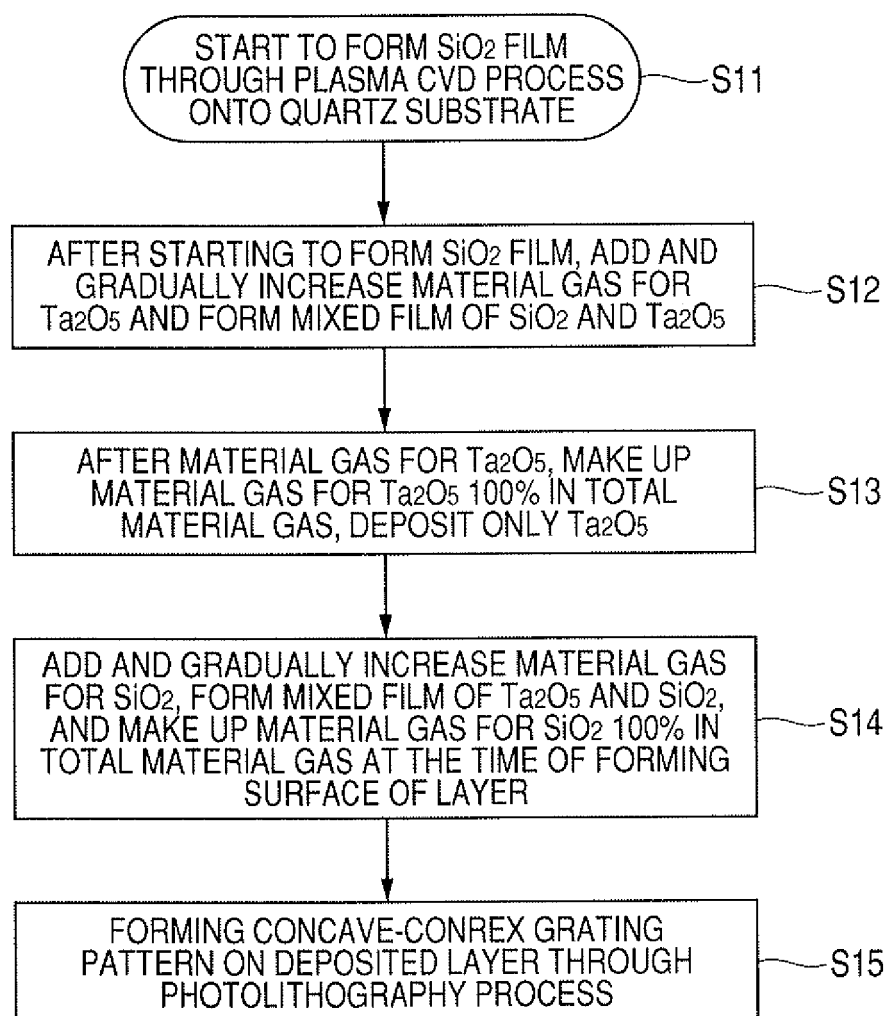 START TO FORM SiO2 FILM
THROUGH PLASMA CVD PROCESS
ONTO QUARTZ SUBSTRATE
S11
AFTER STARTING TO FORM SiO2 FILM, ADD AND
GRADUALLY INCREASE MATERIAL GAS FOR
Ta2O5 AND FORM MIXED FILM OF SiO2 AND Ta2O5
S12
AFTER MATERIAL GAS FOR Ta2O5, MAKE UP
MATERIAL GAS FOR Ta2O5 100% IN TOTAL
MATERIAL GAS, DEPOSIT ONLY Ta2O5
S13
ADD AND GRADUALLY INCREASE MATERIAL GAS
FOR SiO2, FORM MIXED FILM OF Ta2O5 AND SiO2,
AND MAKE UP MATERIAL GAS FOR SiO2 100% IN
TOTAL MATERIAL GAS AT THE TIME OF FORMING
SURFACE OF LAYER
S14
FORMING CONCAVE-CONREX GRATING
PATTERN ON DEPOSITED LAYER THROUGH
PHOTOLITHOGRAPHY PROCESS
S15